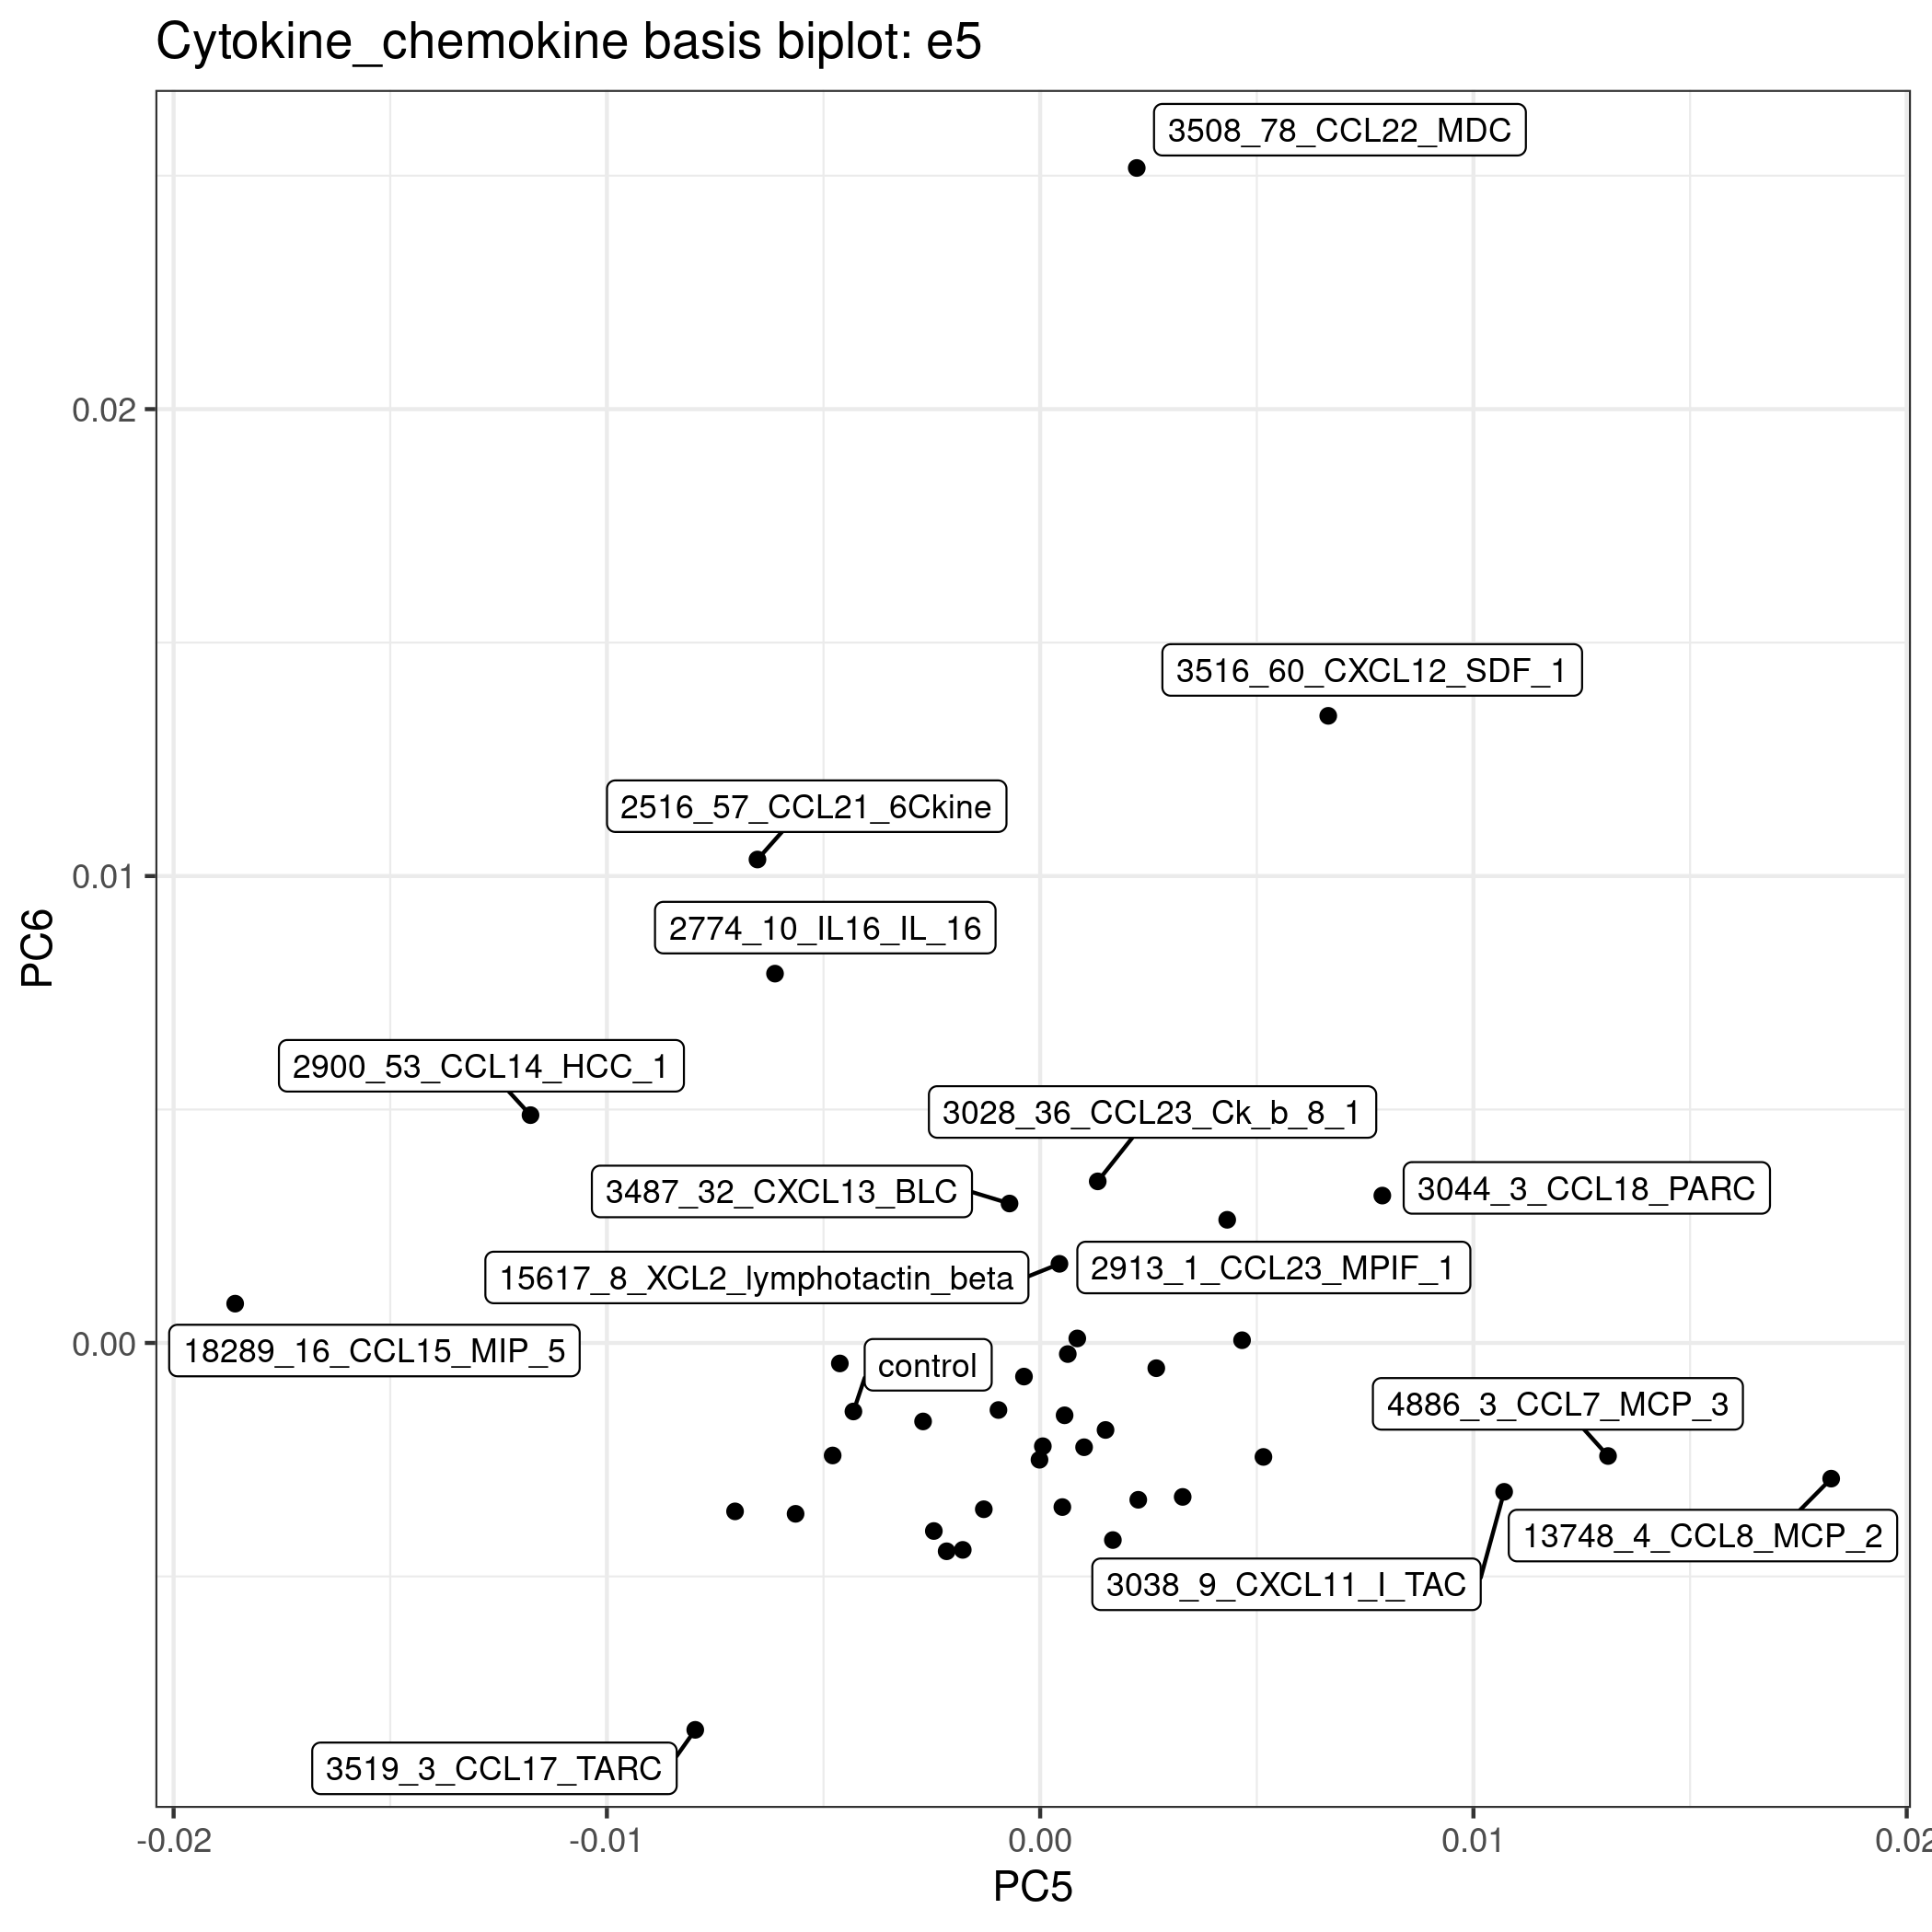 Cytokine_chemokine basis biplot: e5
3508_78_CCL22_MDC
0.02
3516_60_CXCL12_SDF_1
2516_57_CCL21_6Ckine
0.01
2774_10_IL16_IL_16
PC6
2900_53_CCL14_HCC_1
3028_36_CCL23_Ck_b_8_1
3487_32_CXCL13_BLC
3044_3_CCL18_PARC
15617_8_XCL2_lymphotactin_beta
2913_1_CCL23_MPIF_1
0.00
18289_16_CCL15_MIP_5
control
4886_3_CCL7_MCP_3
13748_4_CCL8_MCP_2
3038_9_CXCL11_I_TAC
3519_3_CCL17_TARC
-0.02 -0.01 0.00 0.01 0.02
PC5